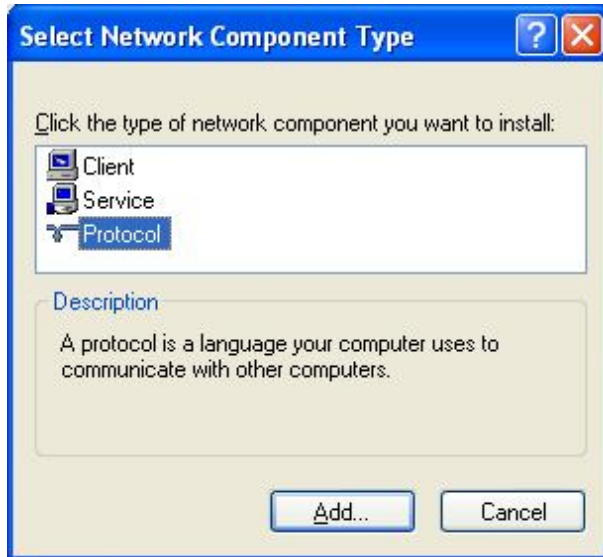 Select Network Component Type
Click the type of network component you want to install:
Client
Service
Protocol
Description
A protocol is a language your computer uses to
communicate with other computers.
Add...
Cancel